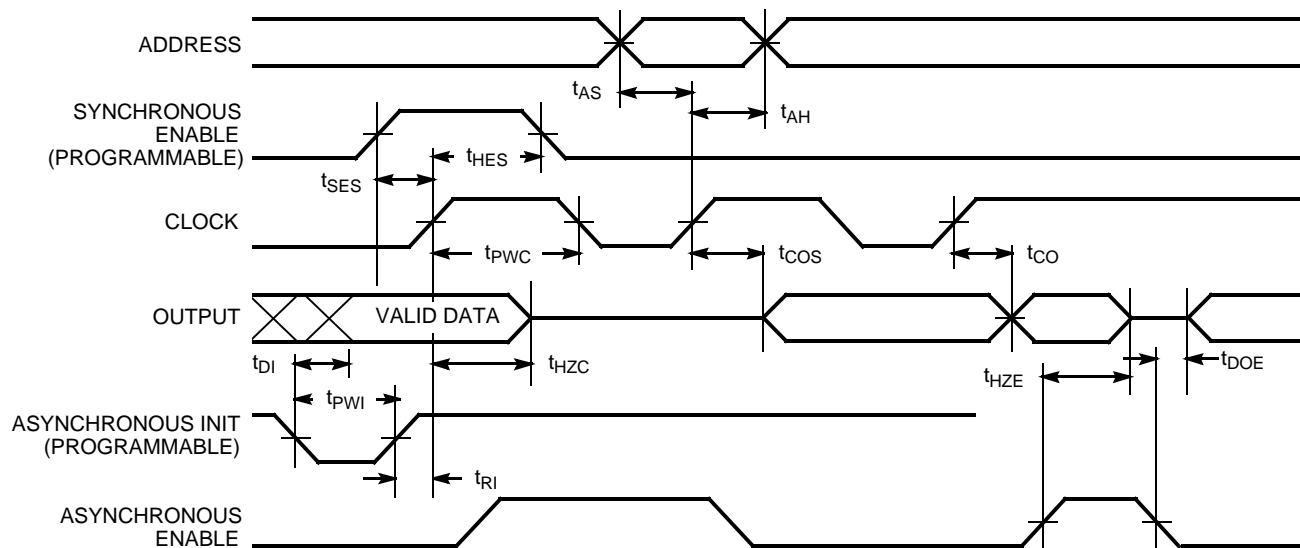 ADDRESS
tAS
tAH
SYNCHRONOUS
ENABLE
(PROGRAMMABLE)
tHES
tSES
CLOCK
tPWC
tCOS
tCO
OUTPUT
VALID DATA
tDI
tHZC
tHZE
tDOE
tPWI
ASYNCHRONOUS INIT
(PROGRAMMABLE)
tRI
ASYNCHRONOUS
ENABLE